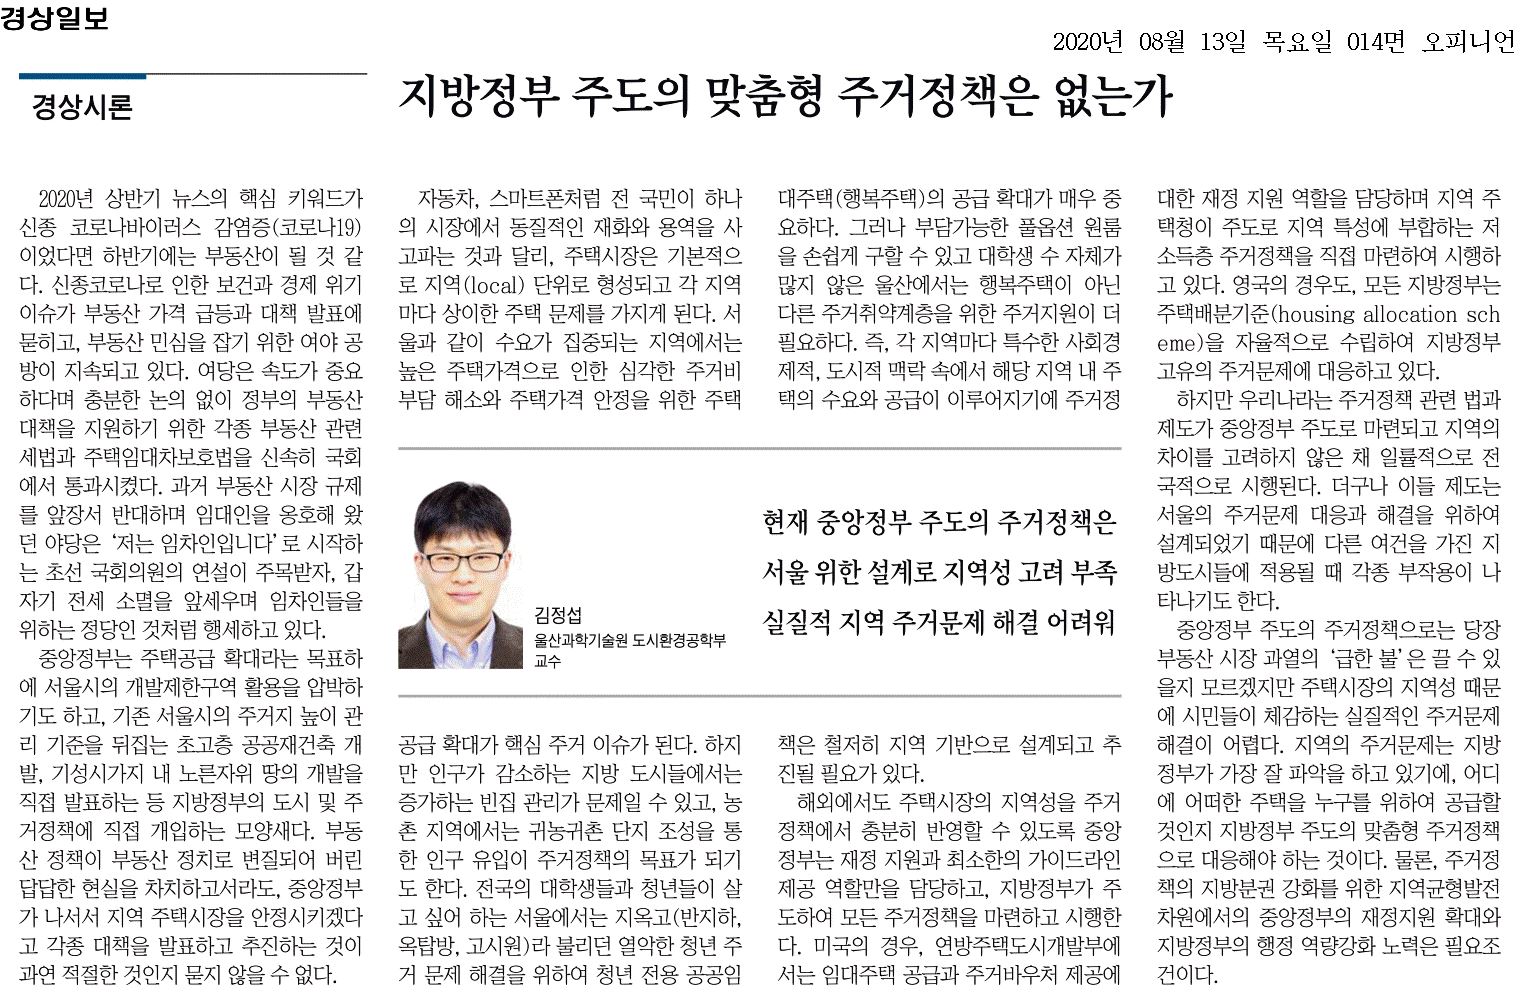 경상일보
2020년 08월 13일 목요일 014면 오피니언
경상시론
지방정부 주도의 맞춤형 주거정책은 없는가
2020년 상반기 뉴스의 핵심 키워드가
신종 코로나바이러스 감염증(코로나19)
이었다면 하반기에는 부동산이 될 것 같
다. 신종코로나로 인한 보건과 경제 위기
이슈가 부동산 가격 급등과 대책 발표에
묻히고, 부동산 민심을 잡기 위한 여야 공
방이 지속되고 있다. 여당은 속도가 중요
하다며 충분한 논의 없이 정부의 부동산
대책을 지원하기 위한 각종 부동산 관련
세법과 주택임대차보호법을 신속히 국회
에서 통과시켰다. 과거 부동산 시장 규제
를 앞장서 반대하며 임대인을 옹호해 왔
던 야당은 ‘저는 임차인입니다’로 시작하
는 초선 국회의원의 연설이 주목받자, 갑
자기 전세 소멸을 앞세우며 임차인들을
위하는 정당인 것처럼 행세하고 있다.
중앙정부는 주택공급 확대라는 목표하
에 서울시의 개발제한구역 활용을 압박하
기도 하고, 기존 서울시의 주거지 높이 관
리 기준을 뒤집는 초고층 공공재건축 개
발, 기성시가지 내 노른자위 땅의 개발을
직접 발표하는 등 지방정부의 도시 및 주
거정책에 직접 개입하는 모양새다. 부동
산 정책이 부동산 정치로 변질되어 버린
답답한 현실을 차치하고서라도, 중앙정부
가 나서서 지역 주택시장을 안정시키겠다
고 각종 대책을 발표하고 추진하는 것이
과연 적절한 것인지 묻지 않을 수 없다.
자동차, 스마트폰처럼 전 국민이 하나
의 시장에서 동질적인 재화와 용역을 사
고파는 것과 달리, 주택시장은 기본적으
로 지역(local) 단위로 형성되고 각 지역
마다 상이한 주택 문제를 가지게 된다. 서
울과 같이 수요가 집중되는 지역에서는
높은 주택가격으로 인한 심각한 주거비
부담 해소와 주택가격 안정을 위한 주택
공급 확대가 핵심 주거 이슈가 된다. 하지
만 인구가 감소하는 지방 도시들에서는
증가하는 빈집 관리가 문제일 수 있고, 농
촌 지역에서는 귀농귀촌 단지 조성을 통
한 인구 유입이 주거정책의 목표가 되기
도 한다. 전국의 대학생들과 청년들이 살
고 싶어 하는 서울에서는 지옥고(반지하,
옥탑방, 고시원)라 불리던 열악한 청년 주
거 문제 해결을 위하여 청년 전용 공공임
대주택(행복주택)의 공급 확대가 매우 중
요하다. 그러나 부담가능한 풀옵션 원룸
을 손쉽게 구할 수 있고 대학생 수 자체가
많지 않은 울산에서는 행복주택이 아닌
다른 주거취약계층을 위한 주거지원이 더
필요하다. 즉, 각 지역마다 특수한 사회경
제적, 도시적 맥락 속에서 해당 지역 내 주
택의 수요와 공급이 이루어지기에 주거정
책은 철저히 지역 기반으로 설계되고 추
진될 필요가 있다.
해외에서도 주택시장의 지역성을 주거
정책에서 충분히 반영할 수 있도록 중앙
정부는 재정 지원과 최소한의 가이드라인
제공 역할만을 담당하고, 지방정부가 주
도하여 모든 주거정책을 마련하고 시행한
다. 미국의 경우, 연방주택도시개발부에
서는 임대주택 공급과 주거바우처 제공에
대한 재정 지원 역할을 담당하며 지역 주
택청이 주도로 지역 특성에 부합하는 저
소득층 주거정책을 직접 마련하여 시행하
고 있다. 영국의 경우도, 모든 지방정부는
주택배분기준(housing allocation sch
eme)을 자율적으로 수립하여 지방정부
고유의 주거문제에 대응하고 있다.
하지만 우리나라는 주거정책 관련 법과
제도가 중앙정부 주도로 마련되고 지역의
차이를 고려하지 않은 채 일률적으로 전
국적으로 시행된다. 더구나 이들 제도는
서울의 주거문제 대응과 해결을 위하여
설계되었기 때문에 다른 여건을 가진 지
방도시들에 적용될 때 각종 부작용이 나
타나기도 한다.
중앙정부 주도의 주거정책으로는 당장
부동산 시장 과열의 ‘급한 불’은 끌 수 있
을지 모르겠지만 주택시장의 지역성 때문
에 시민들이 체감하는 실질적인 주거문제
해결이 어렵다. 지역의 주거문제는 지방
정부가 가장 잘 파악을 하고 있기에, 어디
에 어떠한 주택을 누구를 위하여 공급할
것인지 지방정부 주도의 맞춤형 주거정책
으로 대응해야 하는 것이다. 물론, 주거정
책의 지방분권 강화를 위한 지역균형발전
차원에서의 중앙정부의 재정지원 확대와
지방정부의 행정 역량강화 노력은 필요조
건이다.
김정섭
울산과학기술원 도시환경공학부
교수
현재 중앙정부 주도의 주거정책은
서울 위한 설계로 지역성 고려 부족
실질적 지역 주거문제 해결 어려워